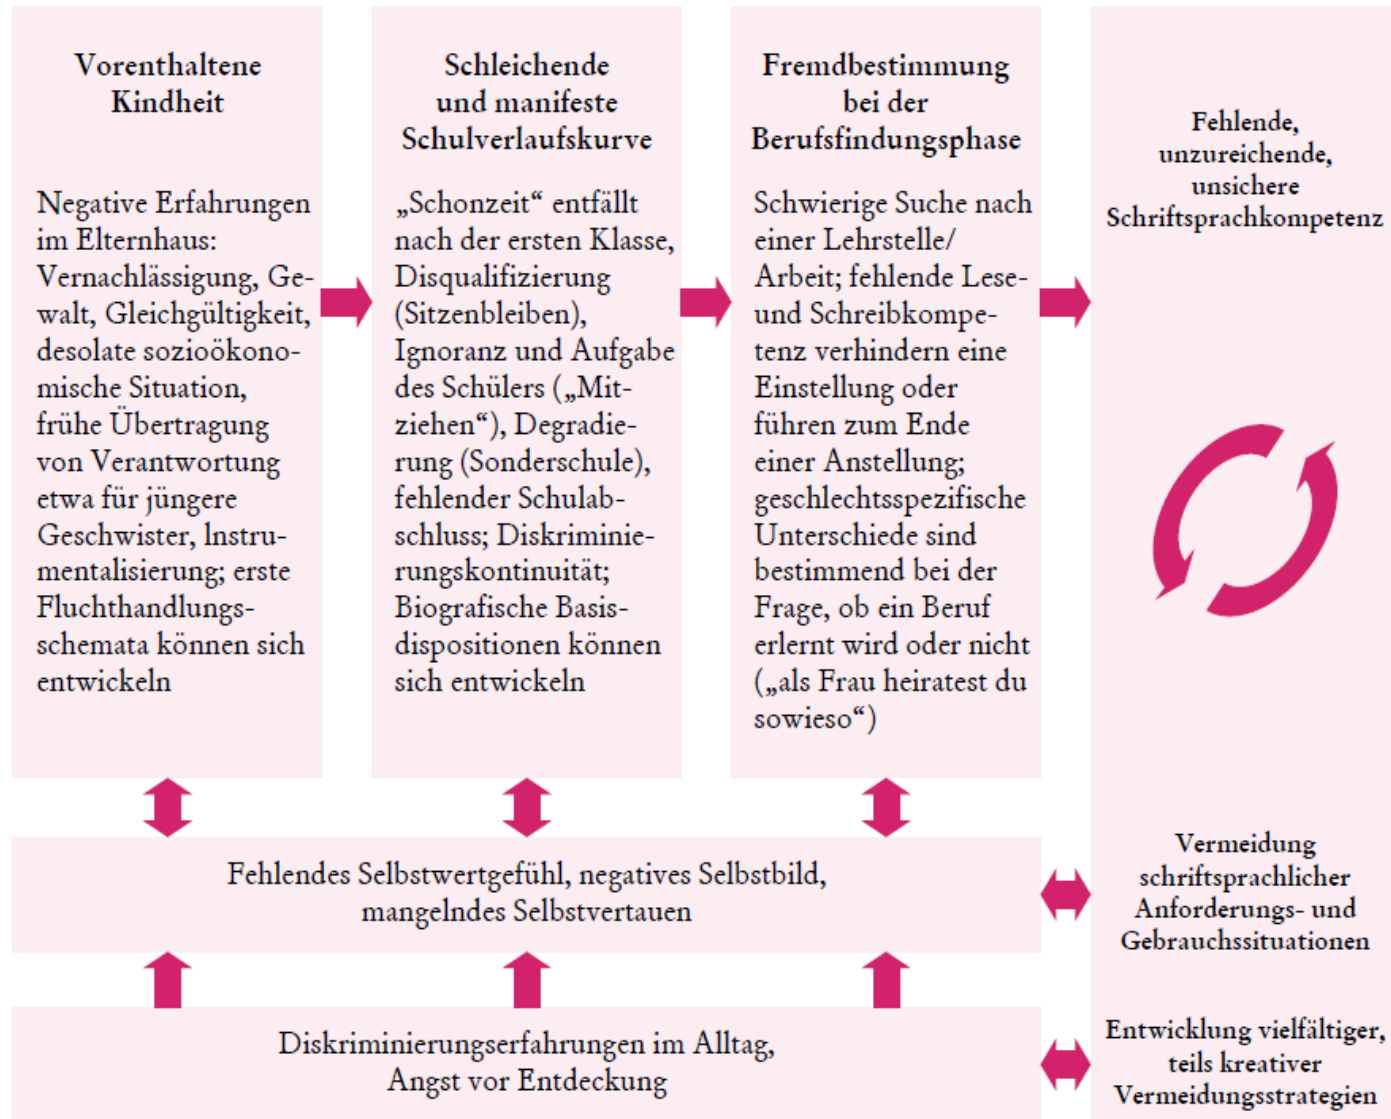 Vorenthaltene
Kindheit
Negative Erfahrungen
im Elternhaus:
Vernachlässigung, Ge-
walt, Gleichgültigkeit,
desolate sozioökono-
mische Situation,
frühe Übertragung
von Verantwortung
etwa für jüngere
Geschwister, Instru-
mentalisierung; erste
Fluchthandlungs-
schemata können sich
entwickeln
Schleichende
und manifeste
Schulverlaufskurve
„Schonzeit“ entfällt
nach der ersten Klasse,
Disqualifizierung
(Sitzenbleiben),
Ignoranz und Aufgabe
des Schülers („Mit-
ziehen“), Degradie-
rung (Sonderschule),
fehlender Schulab-
schluss; Diskriminie-
rungskontinuität;
Biografische Basis-
dispositionen können
sich entwickeln
Fremdbestimmung
bei der
Berufsfindungsphase
Schwierige Suche nach
einer Lehrstelle/
Arbeit; fehlende Lese-
und Schreibkompe-
tenz verhindern eine
Einstellung oder
führen zum Ende
einer Anstellung;
geschlechtsspezifische
Unterschiede sind
bestimmend bei der
Frage, ob ein Beruf
erlernt wird oder nicht
(„als Frau heiratest du
sowieso“)
Fehlende,
unzureichende,
unsichere
Schriftsprachkompetenz
Fehlendes Selbstwertgefühl, negatives Selbstbild,
mangelndes Selbstvertauen
Vermeidung
schriftsprachlicher
Anforderungs- und
Gebrauchssituationen
Diskriminierungserfahrungen im Alltag,
Angst vor Entdeckung
Entwicklung vielfältiger,
teils kreativer
Vermeidungsstrategien